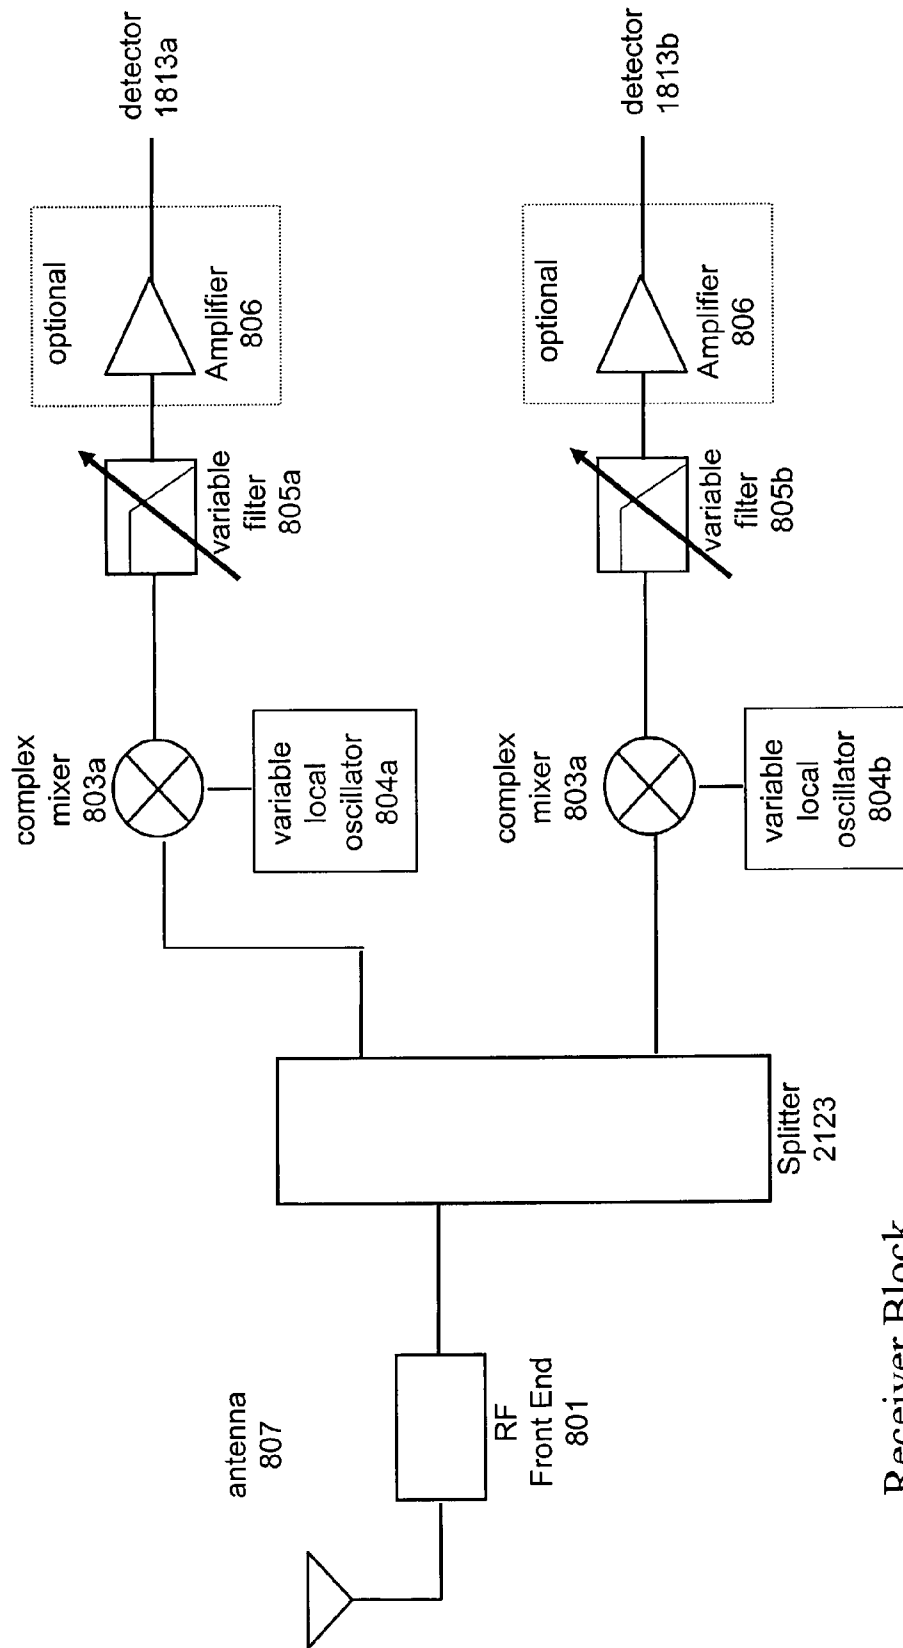 antenna
807
RF
Front End
801
Splitter
2123
complex
mixer
803a
variable
local
oscillator
804a
variable
filter
805a
optional
Amplifier
806
detector
1813a
complex
mixer
803a
variable
local
oscillator
804b
variable
filter
805b
optional
Amplifier
806
detector
1813b
Receiver Block